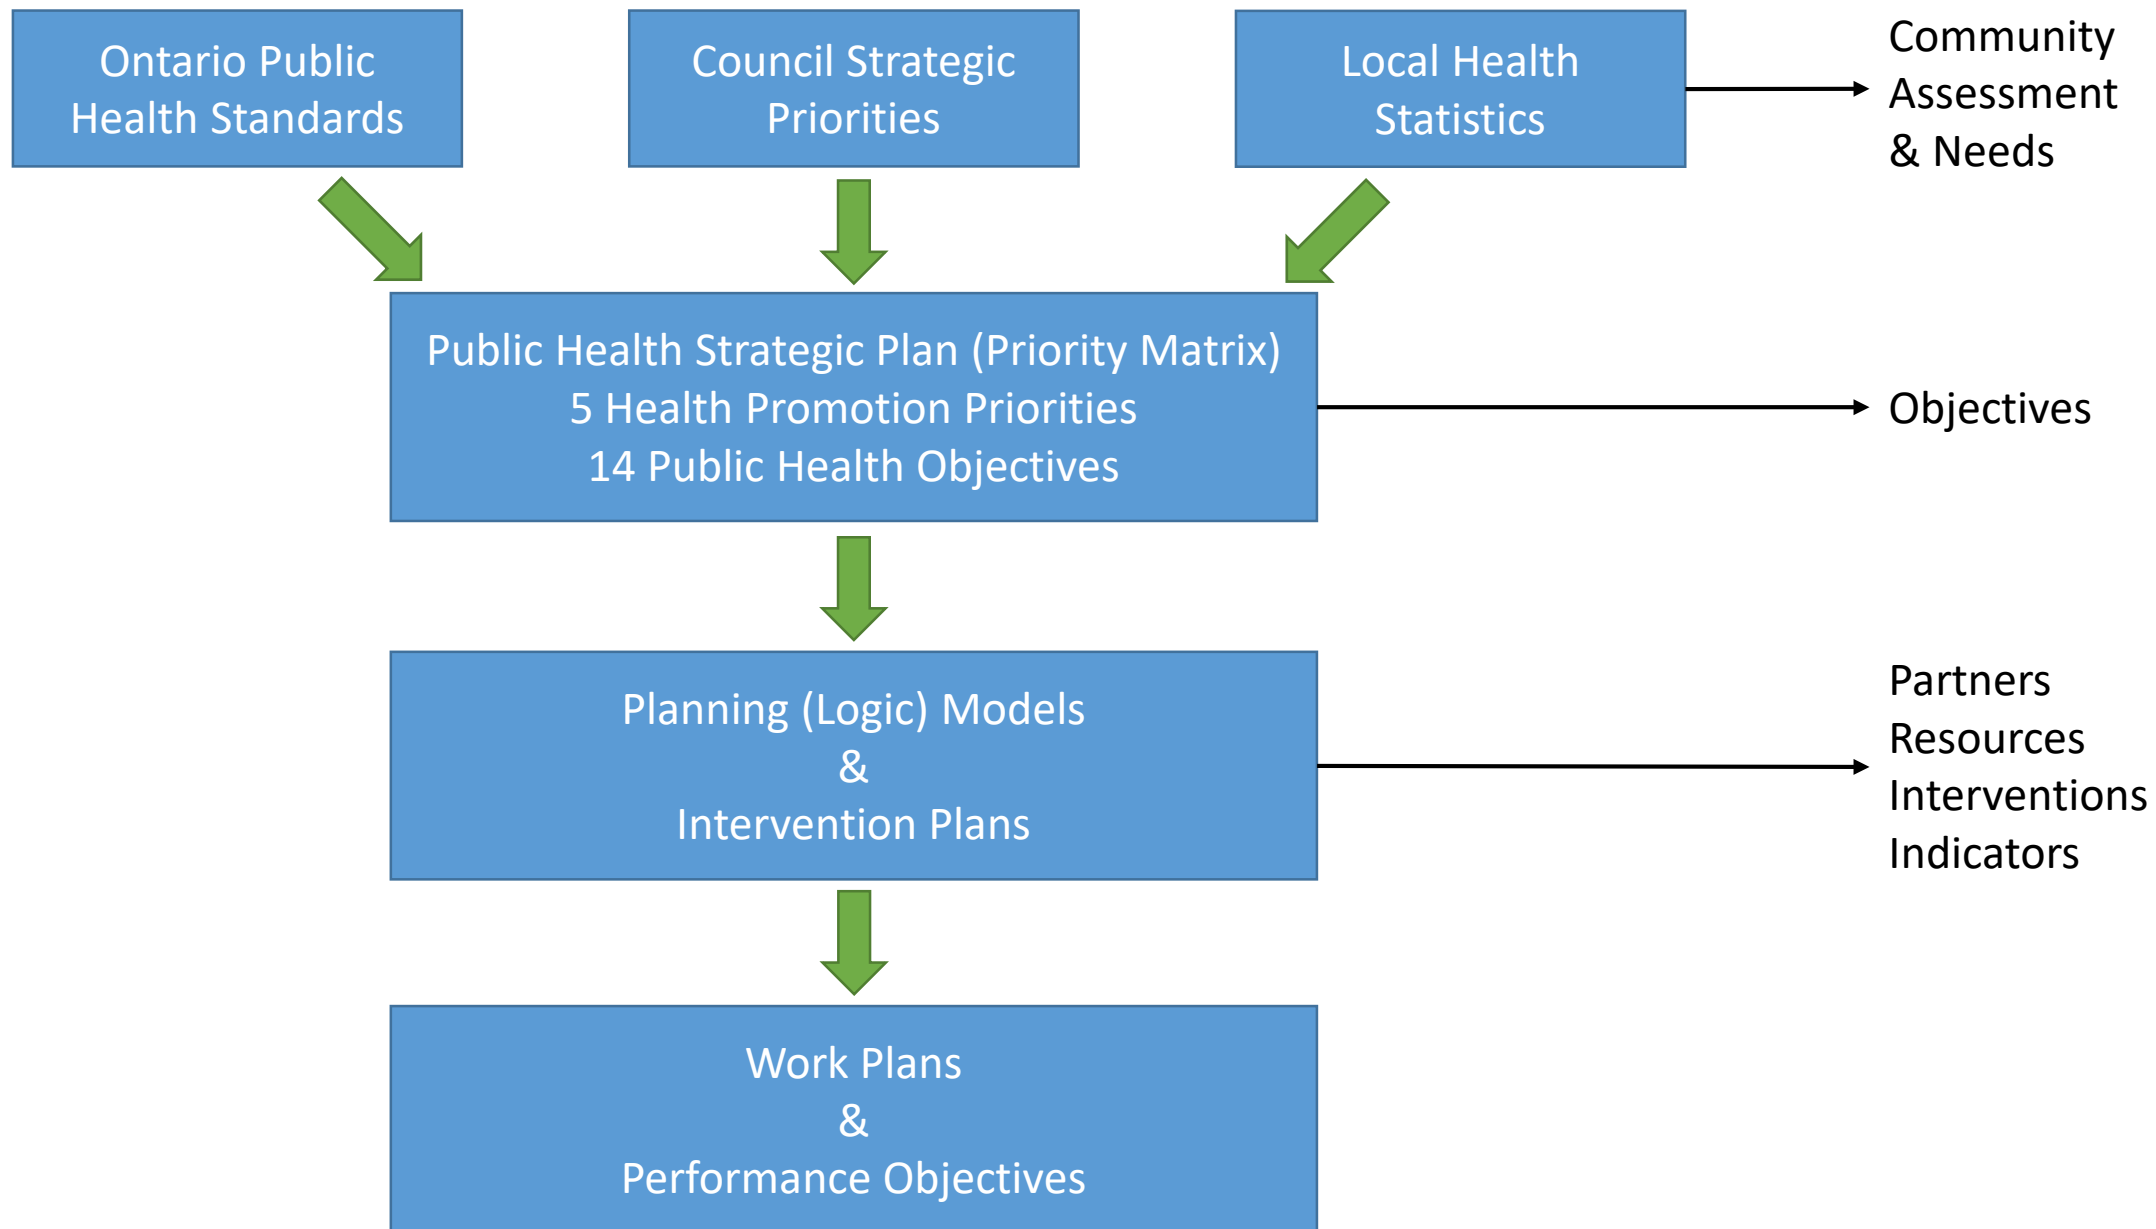 Ontario Public
Health Standards
Council Strategic
Priorities
Local Health
Statistics
Community
Assessment
& Needs
Public Health Strategic Plan (Priority Matrix)
5 Health Promotion Priorities
14 Public Health Objectives
Objectives
Planning (Logic) Models
&
Intervention Plans
Partners
Resources
Interventions
Indicators
Work Plans
&
Performance Objectives